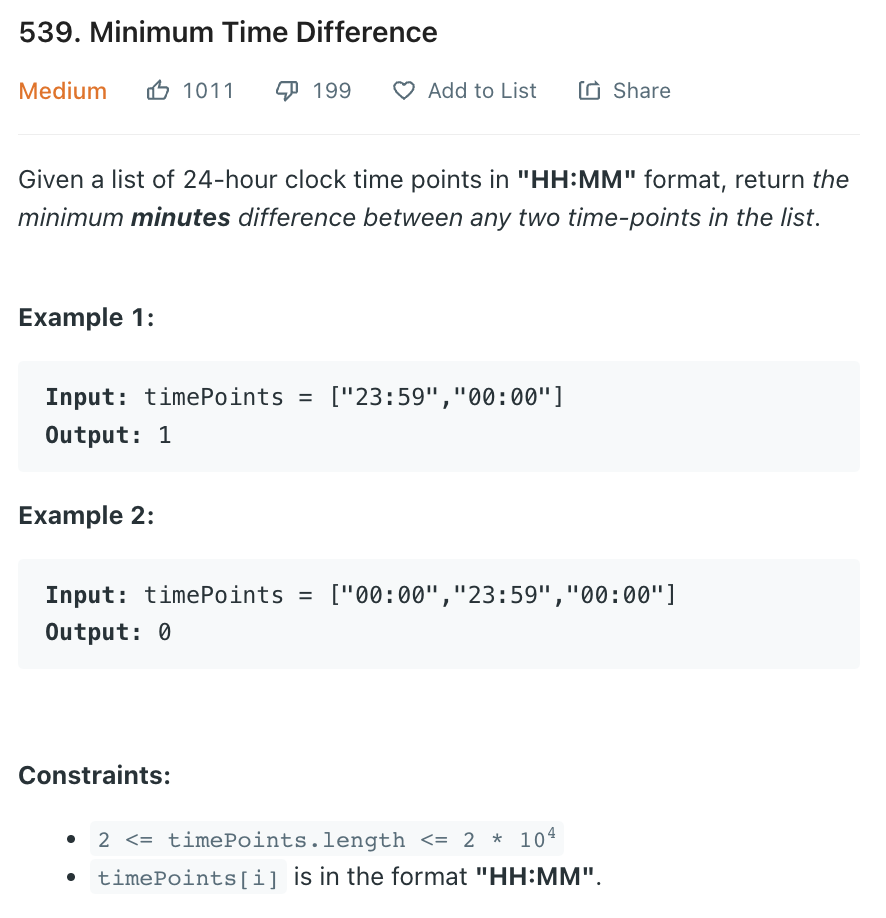 539. Minimum Time Difference
Medium 1011 199 Add to List Share
Given a list of 24-hour clock time points in "HH:MM" format, return the
minimum minutes difference between any two time-points in the list.
Example 1:
Input: timePoints = ["23:59","00:00"]
Output: 1
Example 2:
Input: timePoints = ["00:00","23:59","00:00"]
Output: 0
Constraints:
• 2 <= timePoints.length <= 2 * 10⁴
• timePoints[i] is in the format "HH:MM".